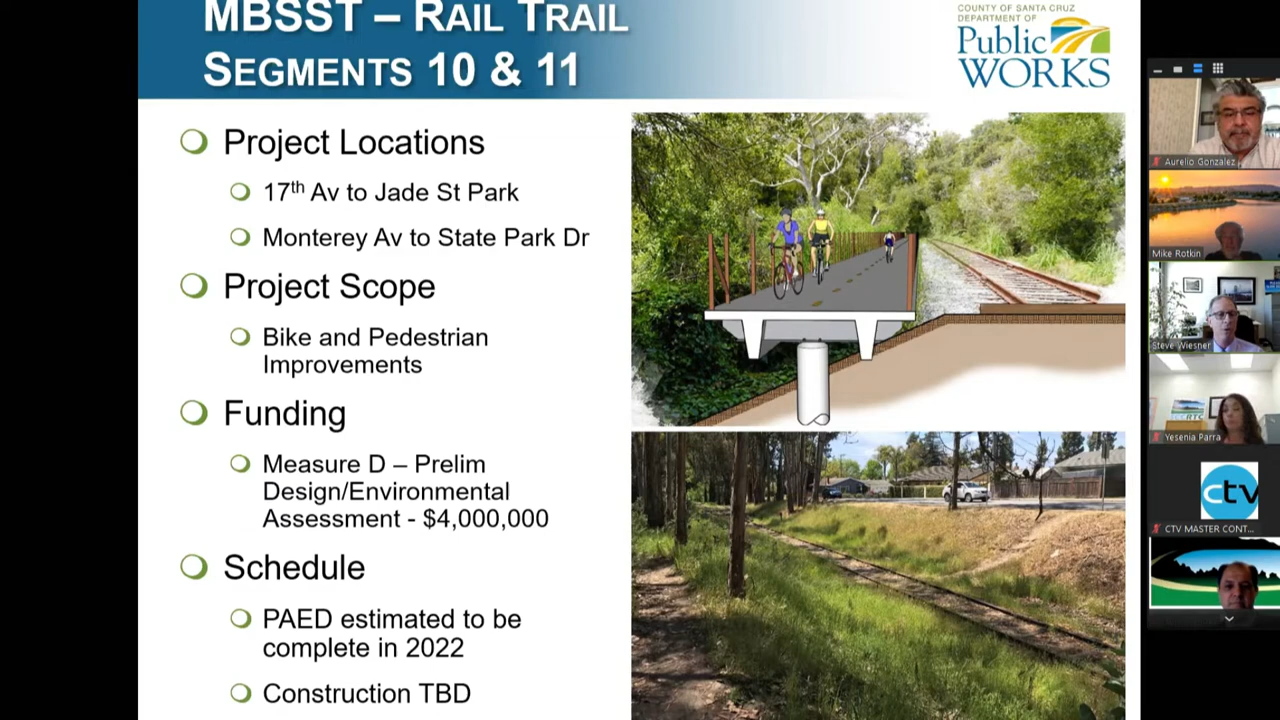 MBSST – RAIL TRAIL
SEGMENTS 10 & 11
COUNTY OF SANTA CRUZ
DEPARTMENT OF
Public
WORKS
Project Locations
17th Av to Jade St Park
Monterey Av to State Park Dr
Project Scope
Bike and Pedestrian
Improvements
Funding
Measure D – Prelim
Design/Environmental
Assessment - $4,000,000
Schedule
PAED estimated to be
complete in 2022
Construction TBD
Aurelio Gonzalez
Mike Rotkin
Steve Wiesner
Yesenia Parra
ctv
CTV MASTER CONT...